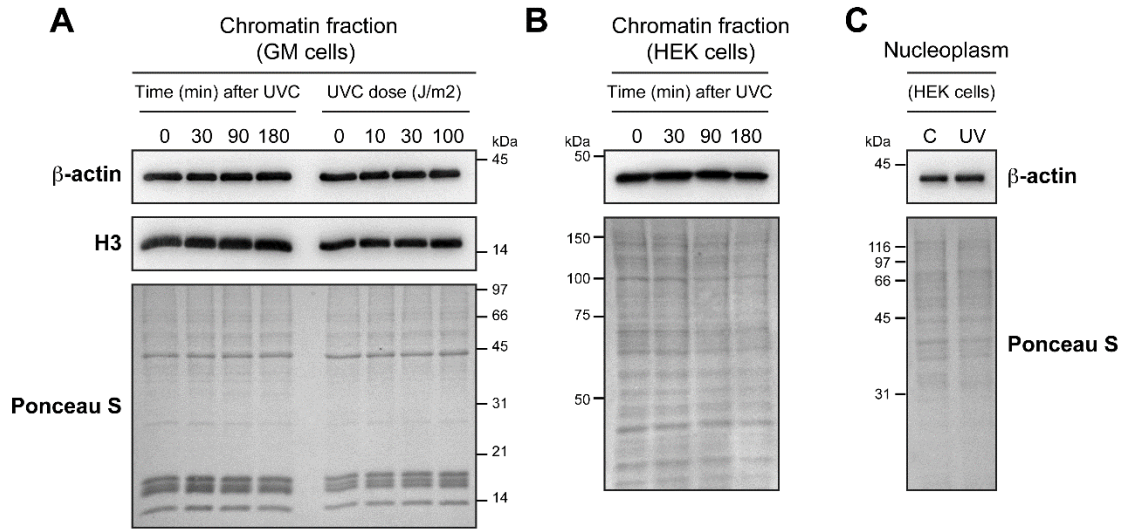 A
Chromatin fraction
(GM cells)
Time (min) after UVC
UVC dose (J/m2)
0 30 90 180
0 10 30 100
kDa
β-actin
45
H3
14
Ponceau S
97
66
45
31
21
14
B
Chromatin fraction
(HEK cells)
Time (min) after UVC
kDa
0 30 90 180
50
150
100
75
50
C
Nucleoplasm
(HEK cells)
kDa
C UV
45
β-actin
116
97
66
45
31
Ponceau S